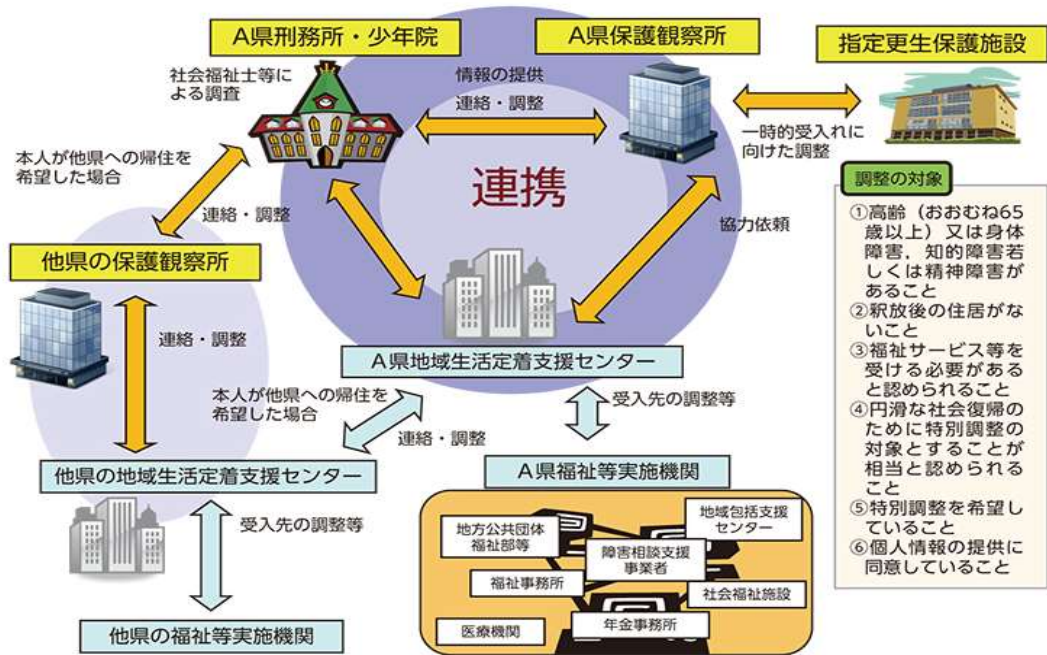 A県刑務所・少年院
A県保護観察所
指定更生保護施設
社会福祉士等に
よる調査
情報の提供
連絡・調整
一時的受入れに
向けた調整
本人が他県への帰住を
希望した場合
連絡・調整
連携
協力依頼
他県の保護観察所
連絡・調整
A県地域生活定着支援センター
本人が他県への帰住を
希望した場合
連絡・調整
受入先の調整等
他県の地域生活定着支援センター
受入先の調整等
他県の福祉等実施機関
A県福祉等実施機関
地方公共団体
福祉部等
地域包括支援
センター
障害相談支援
事業者
福祉事務所
社会福祉施設
医療機関
年金事務所
調整の対象
①高齢（おおむね65
歳以上）又は身体
障害，知的障害若
しくは精神障害が
あること
②釈放後の住居がな
いこと
③福祉サービス等を
受ける必要がある
と認められること
④円滑な社会復帰の
ために特別調整の
対象とすることが
相当と認められる
こと
⑤特別調整を希望し
ていること
⑥個人情報の提供に
同意していること